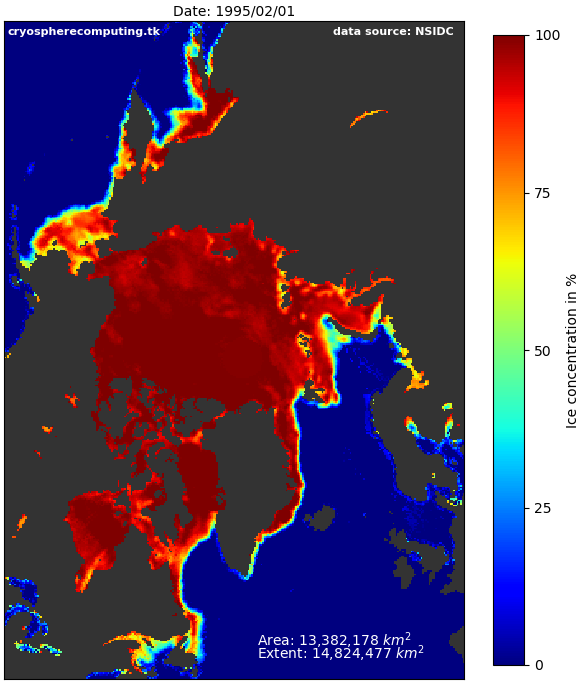 Date: 1995/02/01
cryospherecomputing.tk
data source: NSIDC
100
75
50
25
0
Ice concentration in %
Area: 13,382,178 km²
Extent: 14,824,477 km²